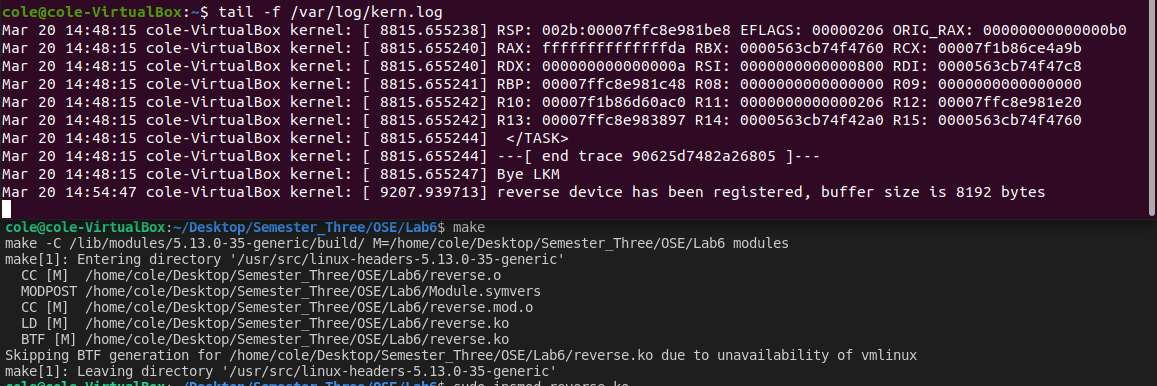 cole@cole-VirtualBox:~$ tail -f /var/log/kern.log
Mar 20 14:48:15 cole-VirtualBox kernel: [ 8815.655238] RSP: 002b:00007ffc8e981be8 EFLAGS: 00000206 ORIG_RAX: 00000000000000b0
Mar 20 14:48:15 cole-VirtualBox kernel: [ 8815.655240] RAX: ffffffffffffffda RBX: 0000563cb74f4760 RCX: 00007f1b86ce4a9b
Mar 20 14:48:15 cole-VirtualBox kernel: [ 8815.655240] RDX: 000000000000000a RSI: 0000000000000800 RDI: 0000563cb74f47c8
Mar 20 14:48:15 cole-VirtualBox kernel: [ 8815.655241] RBP: 00007ffc8e981c48 R08: 0000000000000000 R09: 0000000000000000
Mar 20 14:48:15 cole-VirtualBox kernel: [ 8815.655242] R10: 00007f1b86d60ac0 R11: 0000000000000206 R12: 00007ffc8e981e20
Mar 20 14:48:15 cole-VirtualBox kernel: [ 8815.655242] R13: 00007ffc8e983897 R14: 0000563cb74f42a0 R15: 0000563cb74f4760
Mar 20 14:48:15 cole-VirtualBox kernel: [ 8815.655244]  </TASK>
Mar 20 14:48:15 cole-VirtualBox kernel: [ 8815.655244] ---[ end trace 90625d7482a26805 ]---
Mar 20 14:48:15 cole-VirtualBox kernel: [ 8815.655247] Bye LKM
Mar 20 14:54:47 cole-VirtualBox kernel: [ 9207.939713] reverse device has been registered, buffer size is 8192 bytes
cole@cole-VirtualBox:~/Desktop/Semester_Three/OSE/Lab6$ make
make -C /lib/modules/5.13.0-35-generic/build/ M=/home/cole/Desktop/Semester_Three/OSE/Lab6 modules
make[1]: Entering directory '/usr/src/linux-headers-5.13.0-35-generic'
  CC [M]  /home/cole/Desktop/Semester_Three/OSE/Lab6/reverse.o
  MODPOST /home/cole/Desktop/Semester_Three/OSE/Lab6/Module.symvers
  CC [M]  /home/cole/Desktop/Semester_Three/OSE/Lab6/reverse.mod.o
  LD [M]  /home/cole/Desktop/Semester_Three/OSE/Lab6/reverse.ko
  BTF [M] /home/cole/Desktop/Semester_Three/OSE/Lab6/reverse.ko
Skipping BTF generation for /home/cole/Desktop/Semester_Three/OSE/Lab6/reverse.ko due to unavailability of vmlinux
make[1]: Leaving directory '/usr/src/linux-headers-5.13.0-35-generic'
cole@cole-VirtualBox:~/Desktop/Semester_Three/OSE/Lab6$ sudo insmod reverse.ko